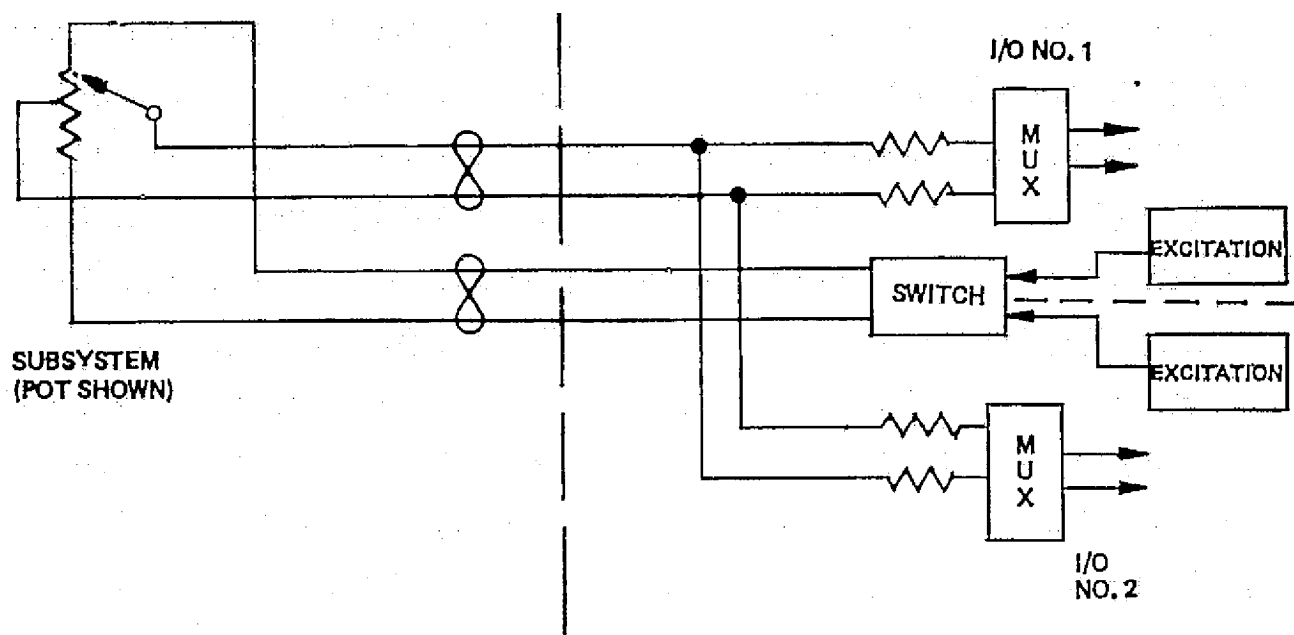 I/O NO. 1
M
U
X
EXCITATION
SWITCH
EXCITATION
SUBSYSTEM
(POT SHOWN)
M
U
X
I/O
NO. 2